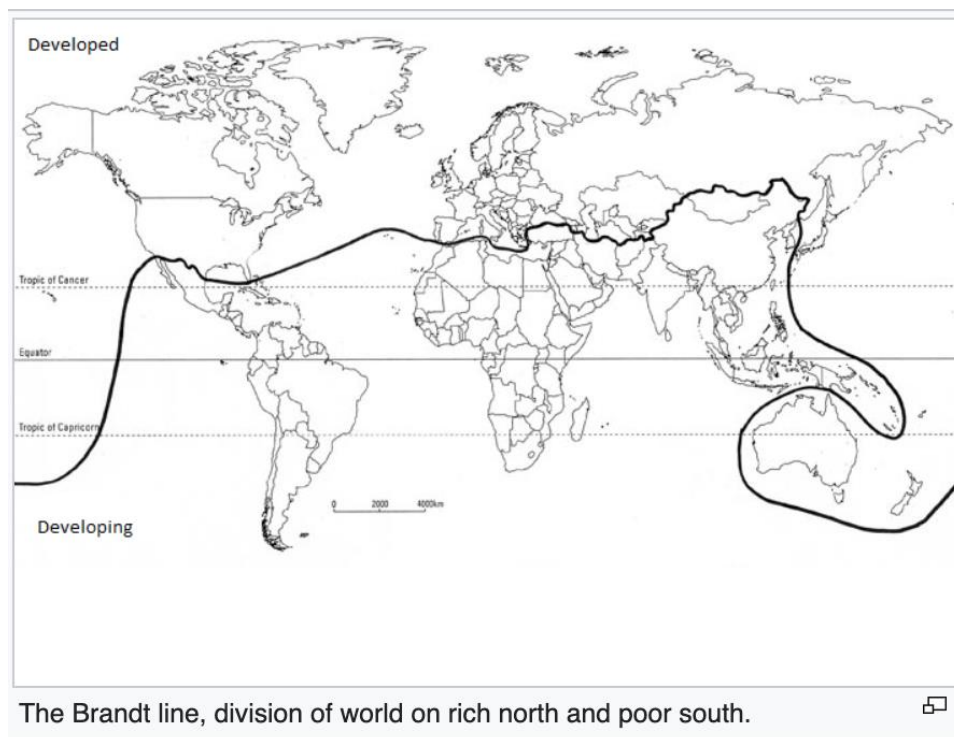 Developed
Tropic of Cancer
Equator
Tropic of Capricorn
0 2000 4000km
Developing
The Brandt line, division of world on rich north and poor south.